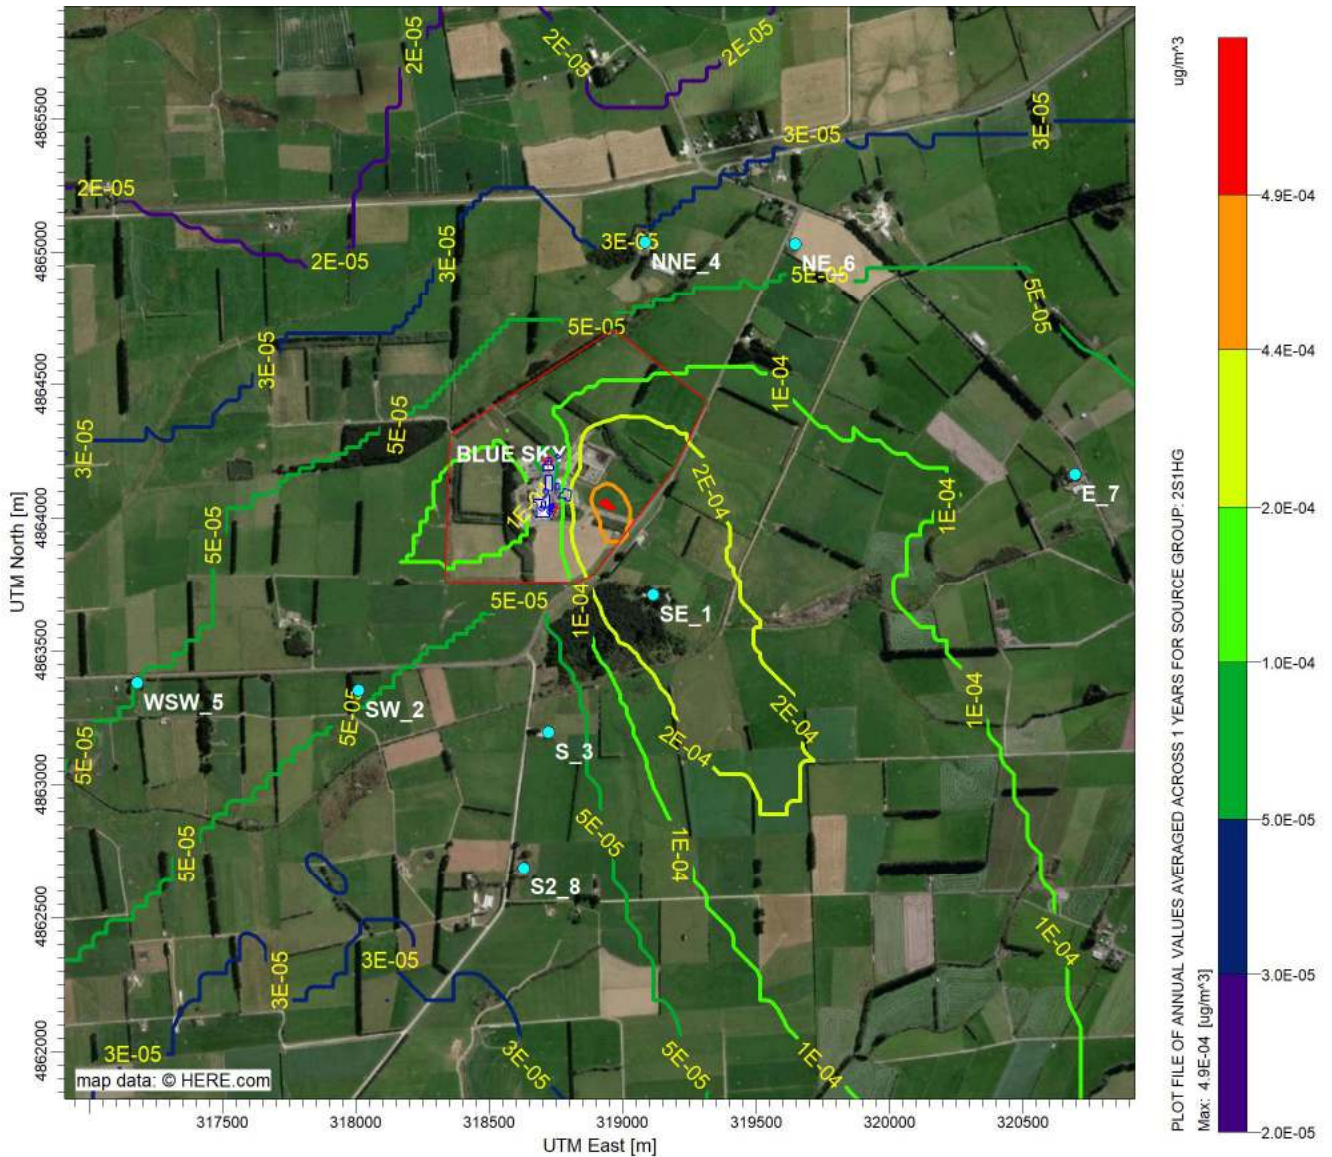 2E-05
2E-05
2E-05
3E-05
3E-05
2E-05
3E-05
NNE_4
NE_6
2E-05
3E-05
5E-05
5E-05
5E-05
3E-05
1E-04
3E-05
5E-05
BLUE SKY
2E-04
E_7
1E-04
1E-04
5E-05
5E-05
1E-04
SE_1
WSW_5
SW_2
5E-05
1E-04
2E-04
2E-04
S_3
5E-05
5E-05
5E-05
1E-04
S2_8
1E-04
3E-05
3E-05
3E-05
5E-05
1E-04
3E-05
map data: © HERE.com
4865500
4865000
4864500
4864000
4863500
4863000
4862500
4862000
UTM North [m]
317500
318000
318500
319000
319500
320000
320500
UTM East [m]
PLOT FILE OF ANNUAL VALUES AVERAGED ACROSS 1 YEARS FOR SOURCE GROUP: 2S1HG
ug/m^3
Max: 4.9E-04 [ug/m^3]
4.9E-04
4.4E-04
2.0E-04
1.0E-04
5.0E-05
3.0E-05
2.0E-05